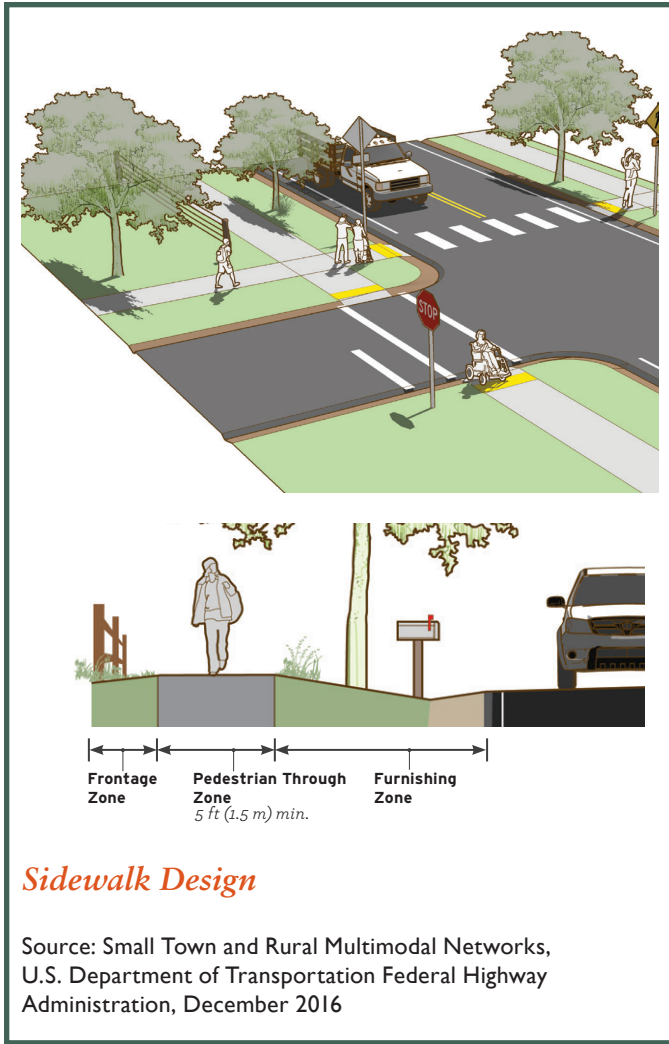 STOP
Frontage
Zone
Pedestrian Through
Zone
5 ft (1.5 m) min.
Furnishing
Zone
Sidewalk Design
Source: Small Town and Rural Multimodal Networks,
U.S. Department of Transportation Federal Highway
Administration, December 2016